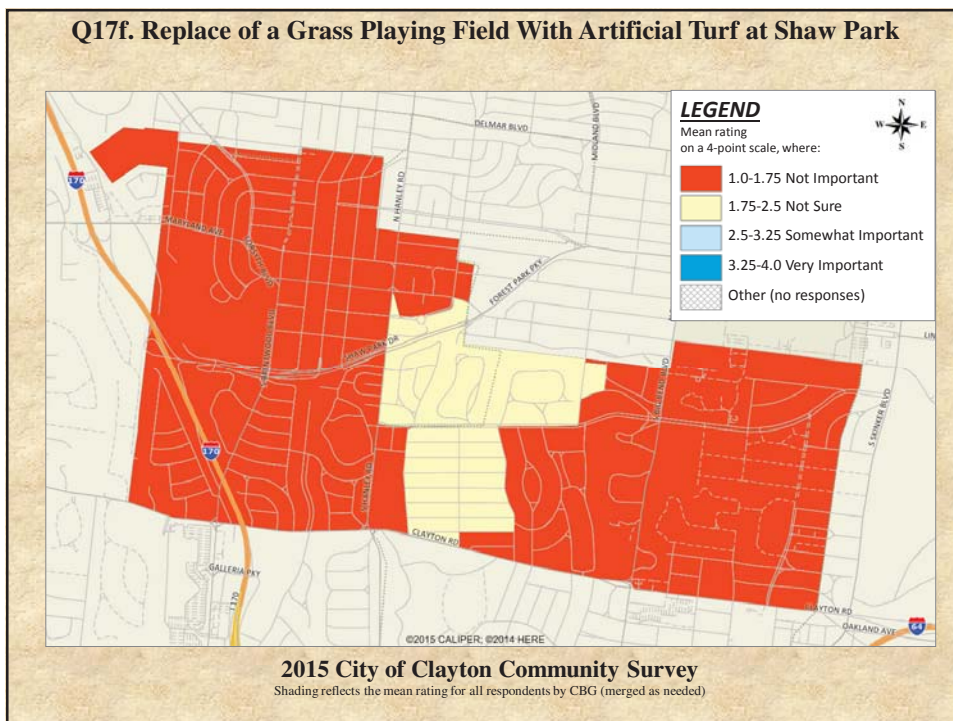 Q17f. Replace of a Grass Playing Field With Artificial Turf at Shaw Park
LEGEND
Mean rating
on a 4-point scale, where:
1.0-1.75 Not Important
1.75-2.5 Not Sure
2.5-3.25 Somewhat Important
3.25-4.0 Very Important
Other (no responses)
N
W E
S
DELMAR BLVD
MIDLAND BLVD
170
N HANLEY RD
MARYLAND AVE
FOREST PARK PKY
SHAW PARK DR
LIN
S SKINKER BLVD
170
CLAYTON RD
GALLERIA PKY
I 170
CLAYTON RD
OAKLAND AVE
64
©2015 CALIPER; ©2014 HERE
2015 City of Clayton Community Survey
Shading reflects the mean rating for all respondents by CBG (merged as needed)